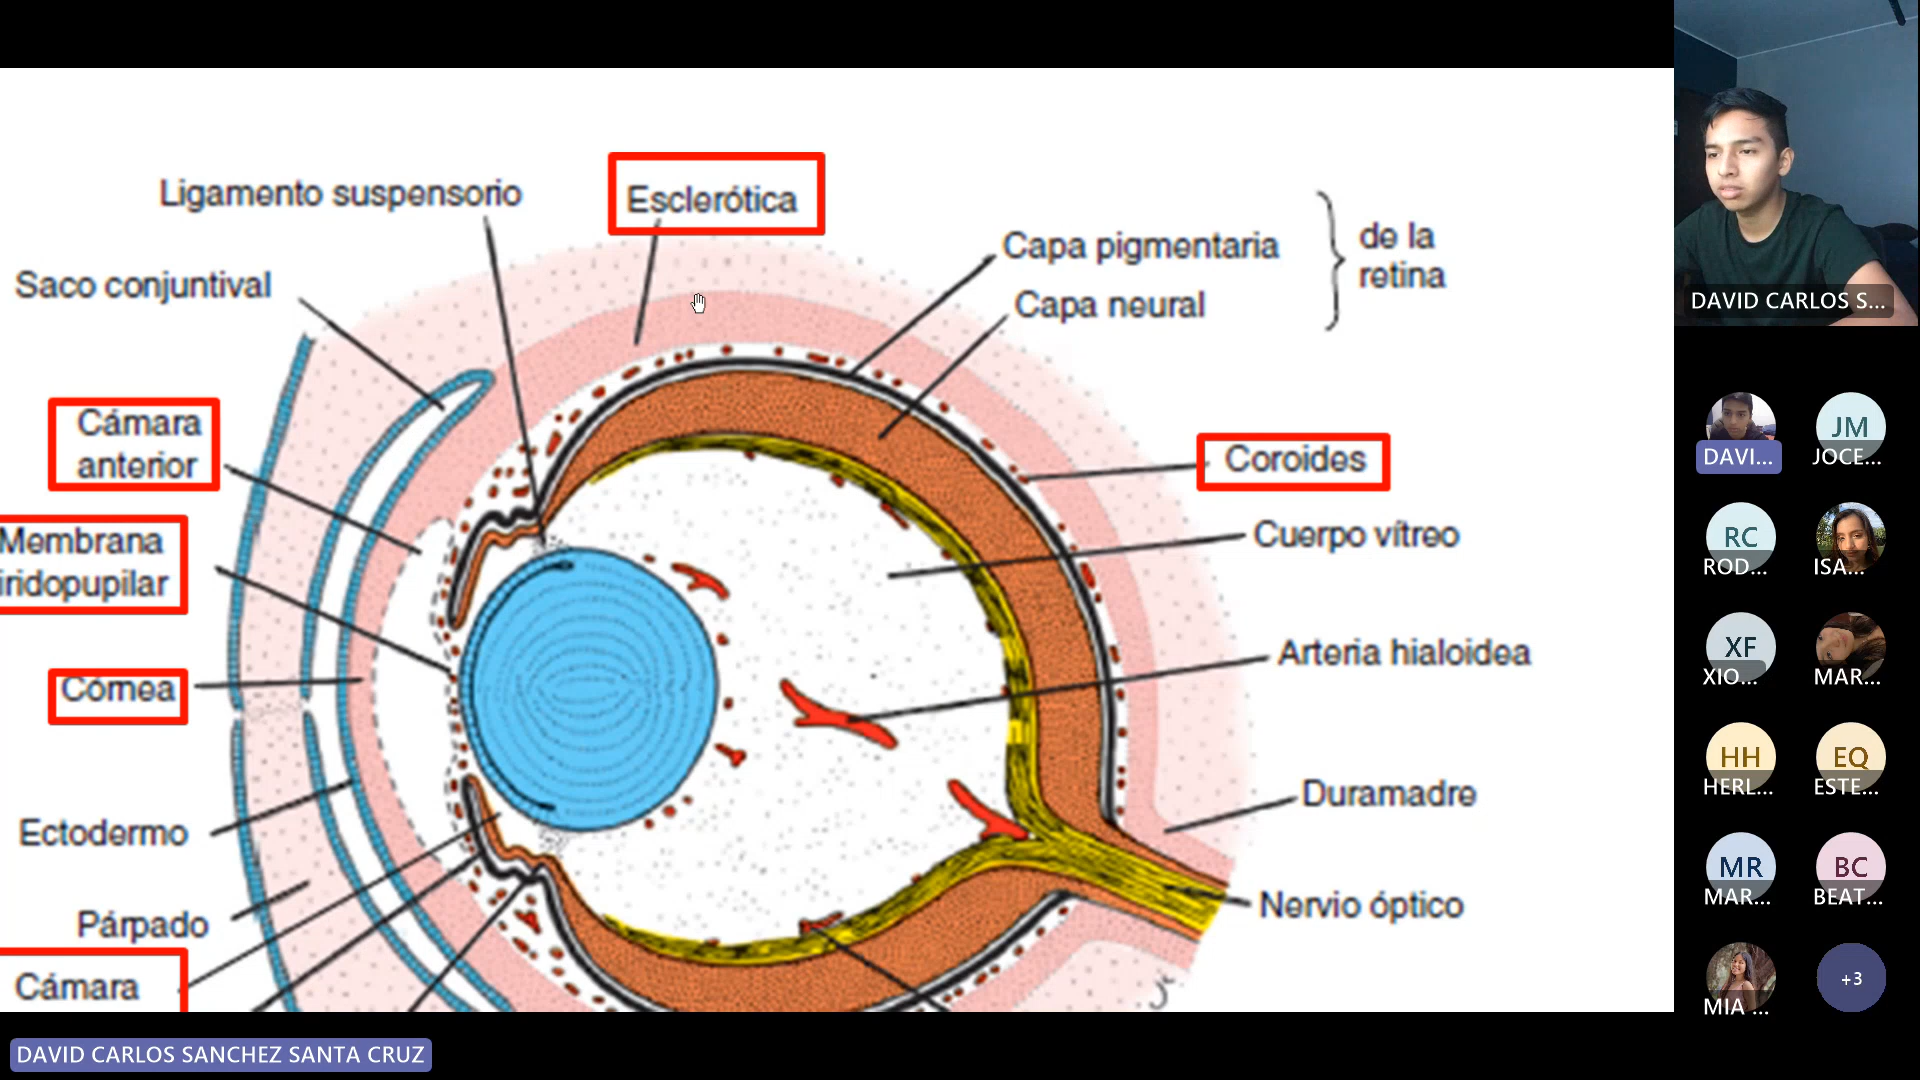 Ligamento suspensorio
Esclerótica
Capa pigmentaria
Capa neural
de la
retina
Saco conjuntival
Cámara
anterior
Coroides
Membrana
iridopupilar
Cuerpo vítreo
Arteria hialoidea
Córnea
Duramadre
Ectodermo
Nervio óptico
Párpado
Cámara
DAVID CARLOS S...
DAVI...
JM
JOCE...
RC
ROD...
ISA...
XF
XIO...
MAR...
HH
HERL...
EQ
ESTE...
MR
MAR...
BC
BEAT...
MIA ...
+3
DAVID CARLOS SANCHEZ SANTA CRUZ